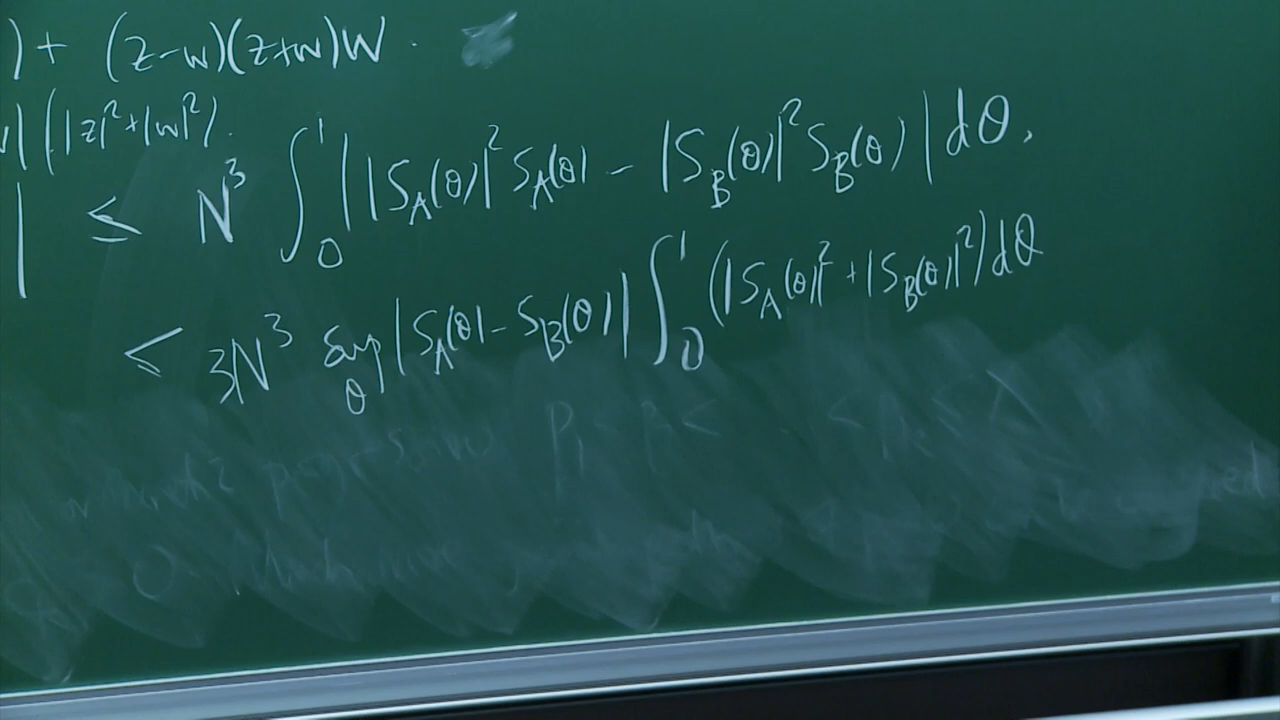 ) + (z-w)(z+w)w.
| (|z|²+|w|²).
| ≤ N³ ∫₀¹ | |S_A(θ)|² S_A(θ) - |S_B(θ)|² S_B(θ) | dθ.
≤ 3N³ sup_θ |S_A(θ) - S_B(θ)| ∫₀¹ (|S_A(θ)|² + |S_B(θ)|²) dθ